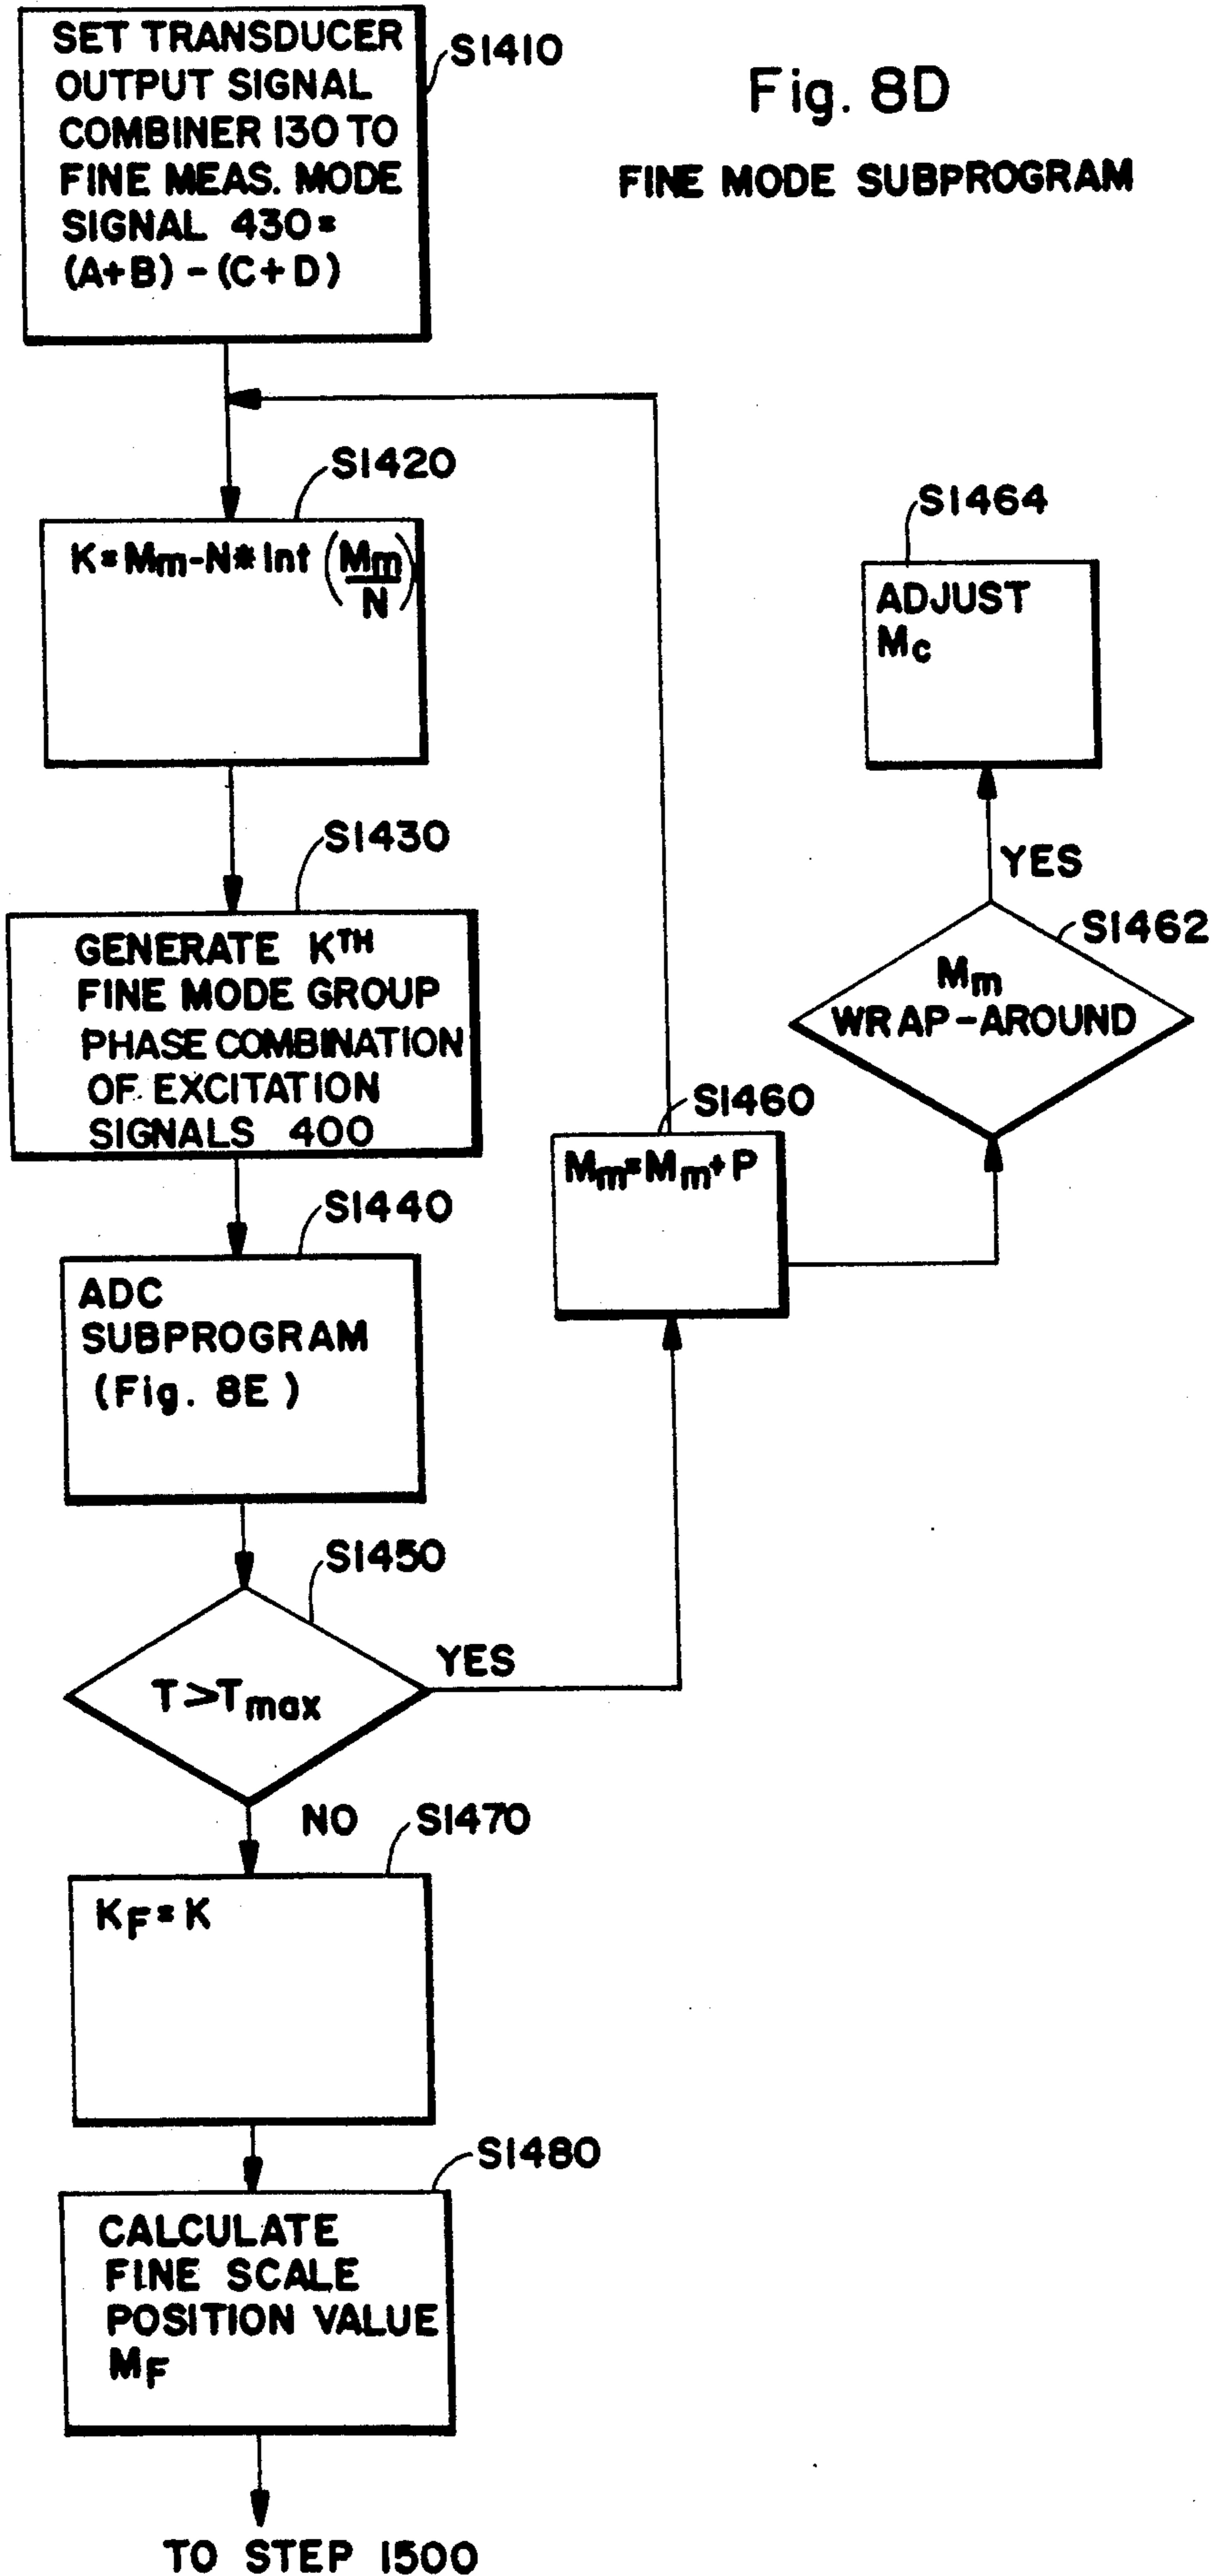 Fig. 8D
FINE MODE SUBPROGRAM
S1410
SET TRANSDUCER
OUTPUT SIGNAL
COMBINER 130 TO
FINE MEAS. MODE
SIGNAL 430=
(A+B)-(C+D)
S1420
K=Mm-N*Int(Mm/N)
S1430
GENERATE KTH
FINE MODE GROUP
PHASE COMBINATION
OF EXCITATION
SIGNALS 400
S1440
ADC
SUBPROGRAM
(Fig. 8E)
S1450
T>Tmax
YES
NO
S1460
Mm=Mm+P
S1462
Mm
WRAP-AROUND
YES
S1464
ADJUST
Mc
S1470
KF=K
S1480
CALCULATE
FINE SCALE
POSITION VALUE
MF
TO STEP 1500